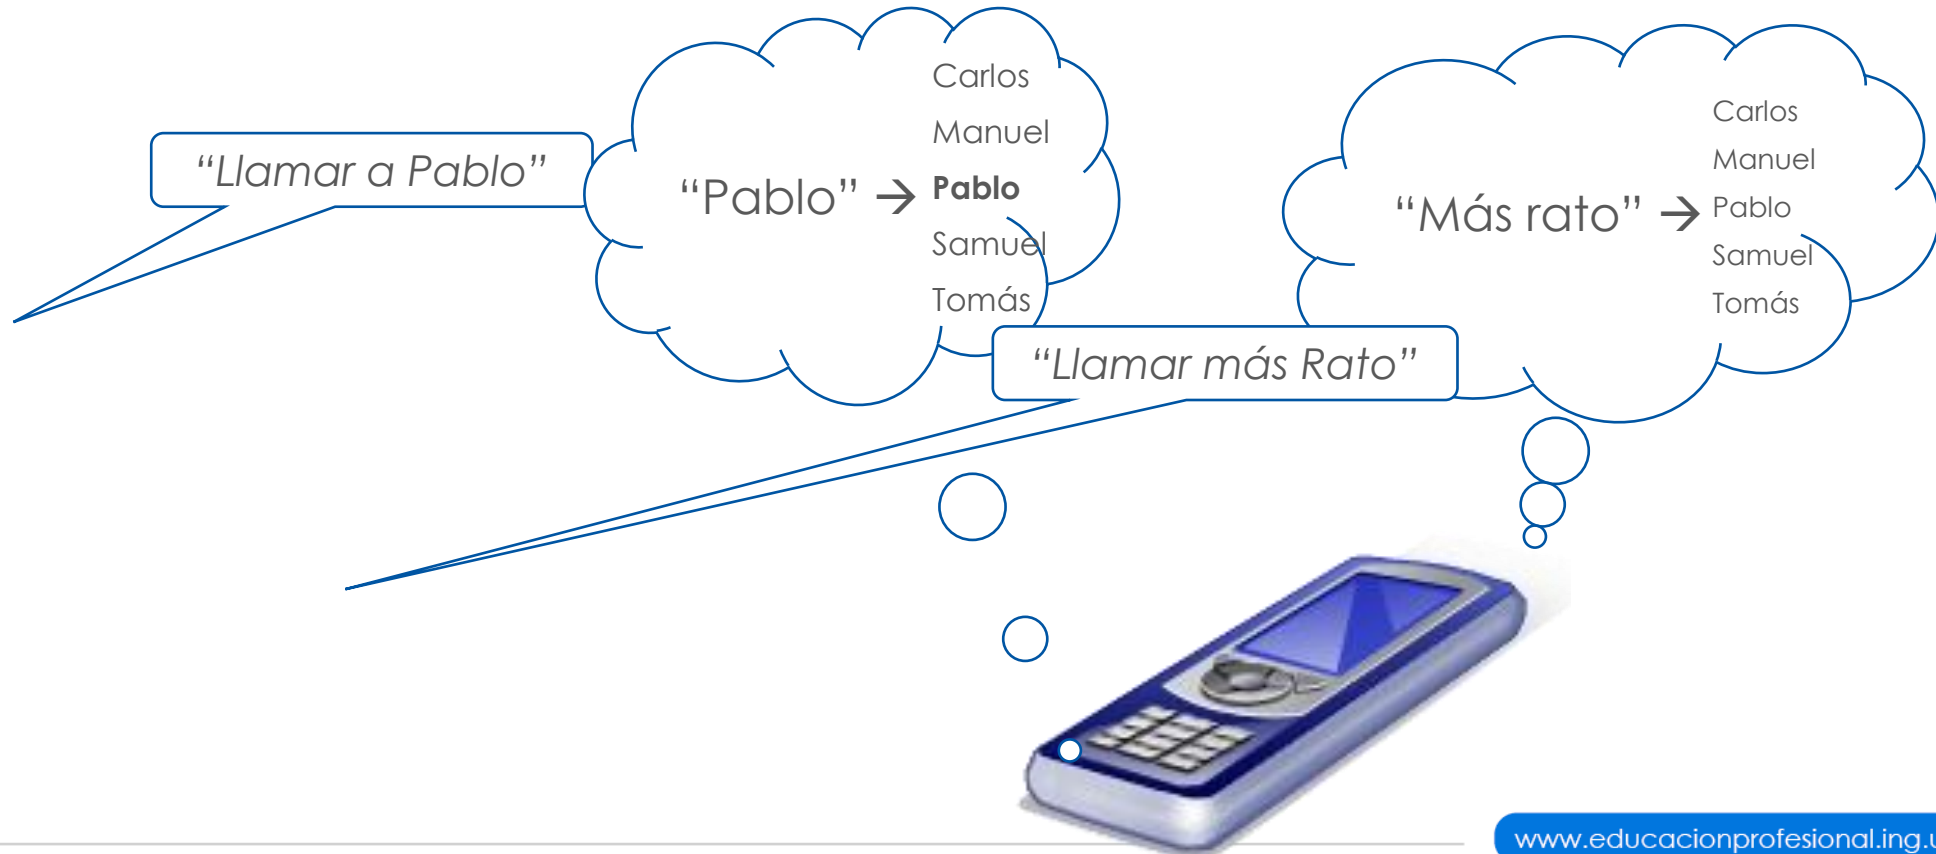 “Llamar a Pablo”
“Pablo” →
Carlos
Manuel
Pablo
Samuel
Tomás
“Llamar más Rato”
“Más rato” →
Carlos
Manuel
Pablo
Samuel
Tomás
www.educacionprofesional.ing.u